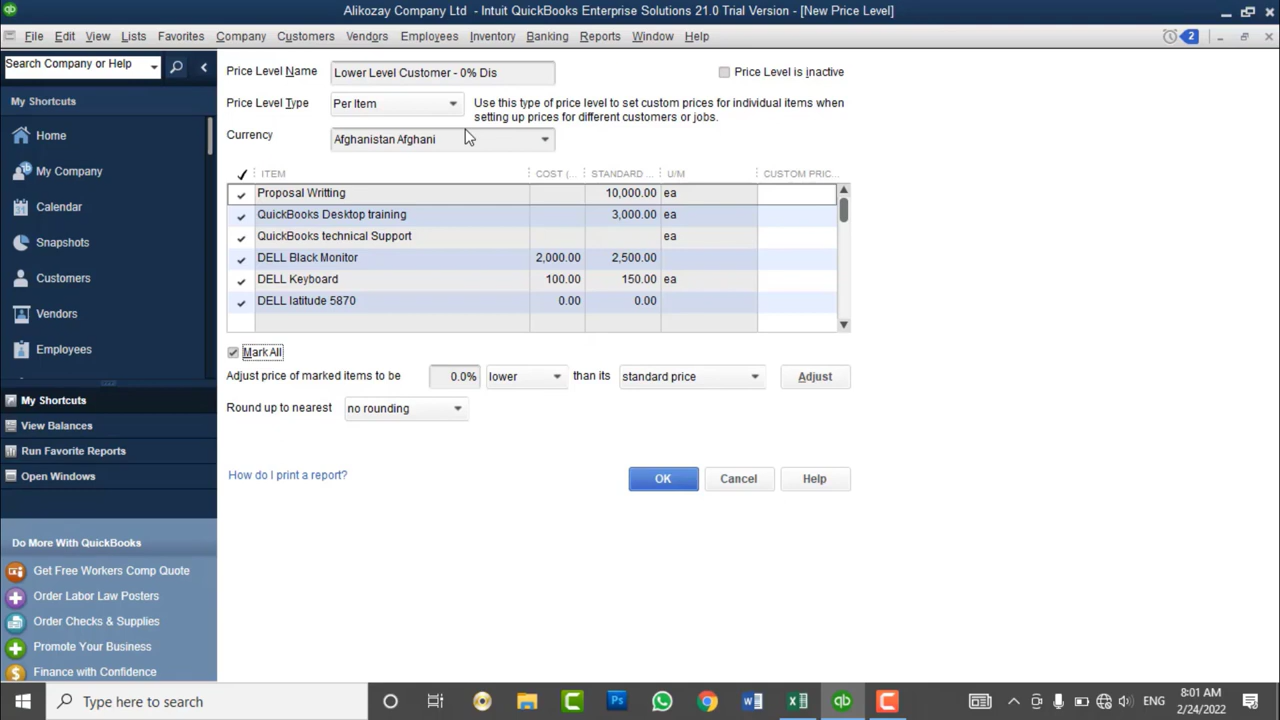 Alikozay Company Ltd - Intuit QuickBooks Enterprise Solutions 21.0 Trial Version - [New Price Level]
File Edit View Lists Favorites Company Customers Vendors Employees Inventory Banking Reports Window Help 2
Search Company or Help
My Shortcuts
Home
My Company
Calendar
Snapshots
Customers
Vendors
Employees
My Shortcuts
View Balances
Run Favorite Reports
Open Windows
Do More With QuickBooks
Get Free Workers Comp Quote
Order Labor Law Posters
Order Checks & Supplies
Promote Your Business
Finance with Confidence
Price Level Name Lower Level Customer - 0% Dis Price Level is inactive
Price Level Type Per Item Use this type of price level to set custom prices for individual items when
setting up prices for different customers or jobs.
Currency Afghanistan Afghani
ITEM COST (... STANDARD ... U/M CUSTOM PRIC...
Proposal Writting 10,000.00 ea
QuickBooks Desktop training 3,000.00 ea
QuickBooks technical Support ea
DELL Black Monitor 2,000.00 2,500.00
DELL Keyboard 100.00 150.00 ea
DELL latitude 5870 0.00 0.00
Mark All
Adjust price of marked items to be 0.0% lower than its standard price Adjust
Round up to nearest no rounding
How do I print a report? OK Cancel Help
Type here to search
ENG
8:01 AM
2/24/2022